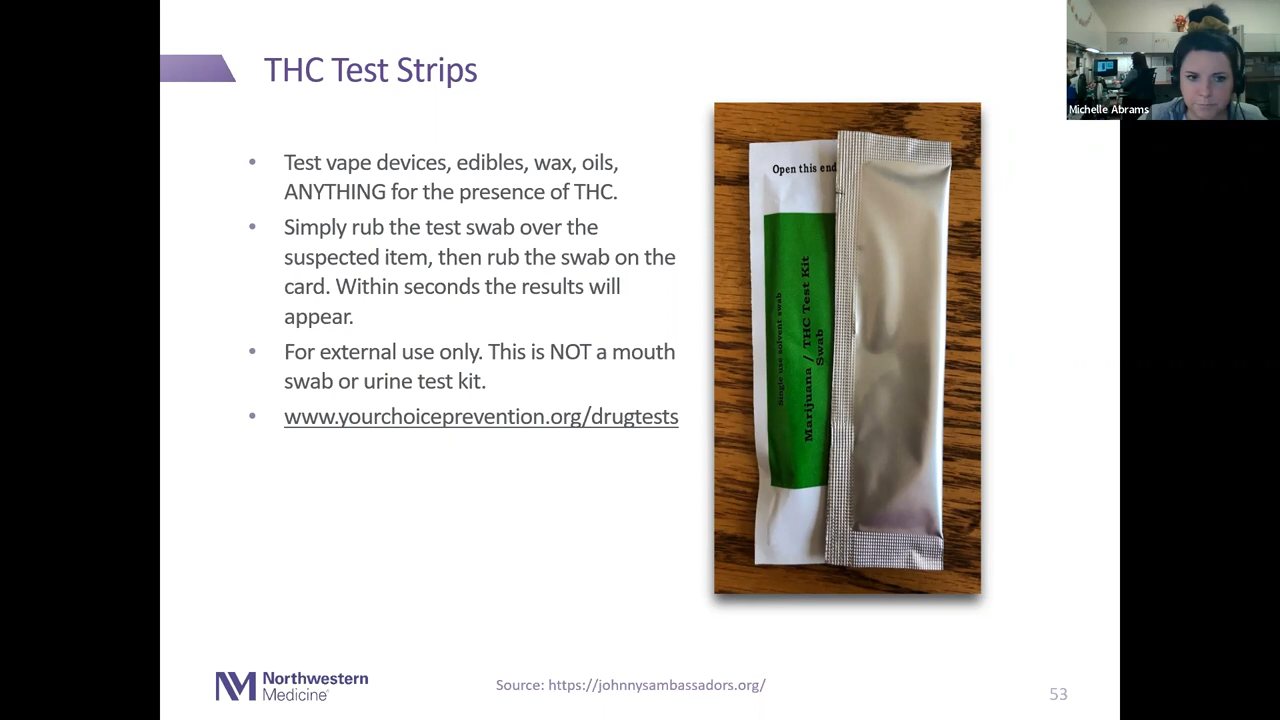 THC Test Strips
Michelle Abrams
Test vape devices, edibles, wax, oils,
ANYTHING for the presence of THC.
Simply rub the test swab over the
suspected item, then rub the swab on the
card. Within seconds the results will
appear.
For external use only. This is NOT a mouth
swab or urine test kit.
www.yourchoiceprevention.org/drugtests
Open this end
Single use solvent swab
Marijuana / THC Test Kit
Swab
NM Northwestern
Medicine
Source: https://johnnysambassadors.org/
53